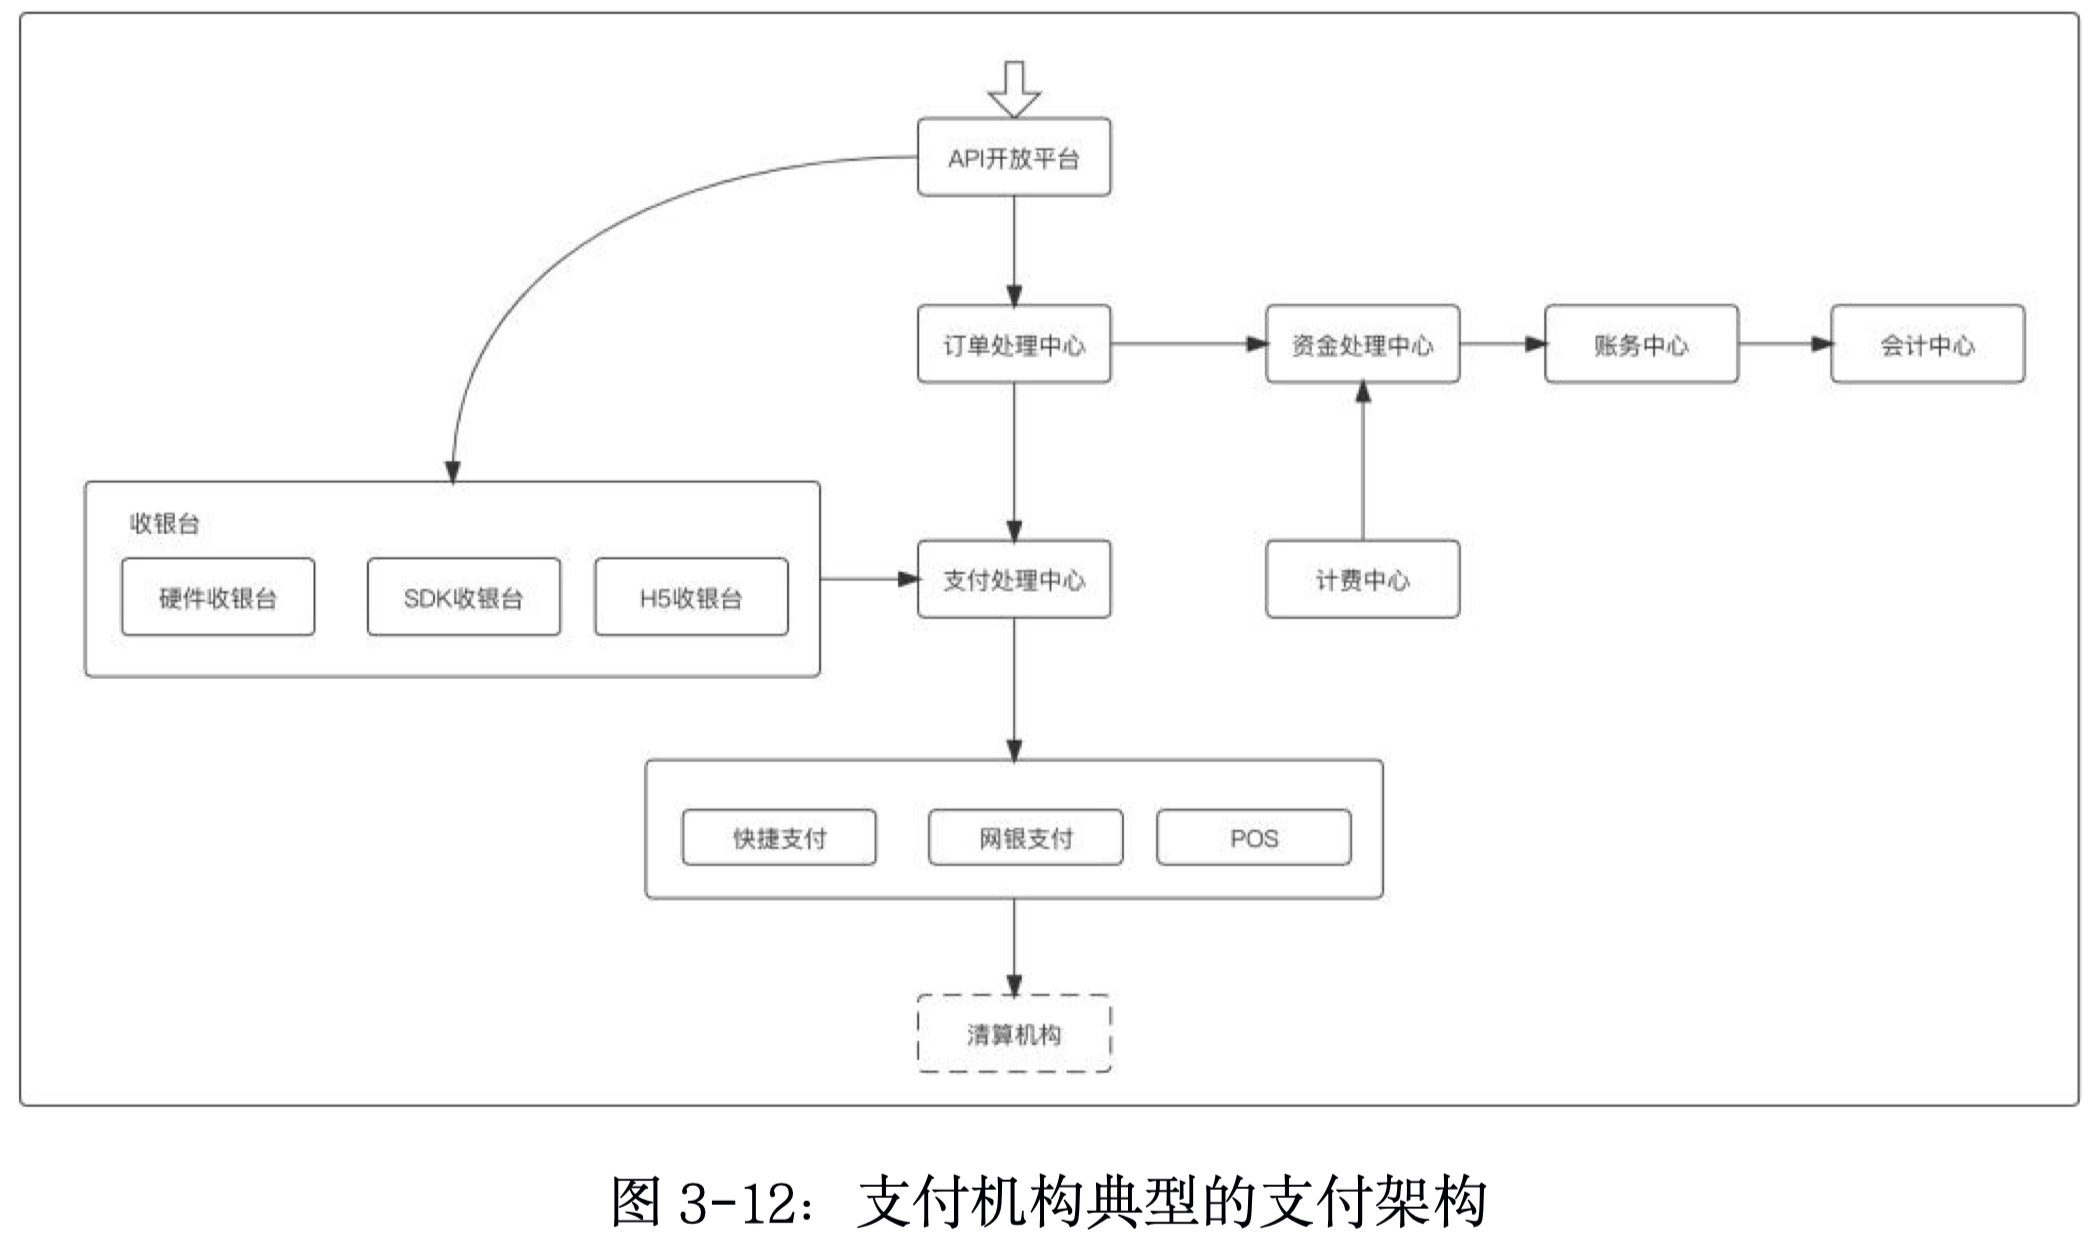 API开放平台
订单处理中心
资金处理中心
账务中心
会计中心
收银台
硬件收银台
SDK收银台
H5收银台
支付处理中心
计费中心
快捷支付
网银支付
POS
清算机构
图 3-12: 支付机构典型的支付架构